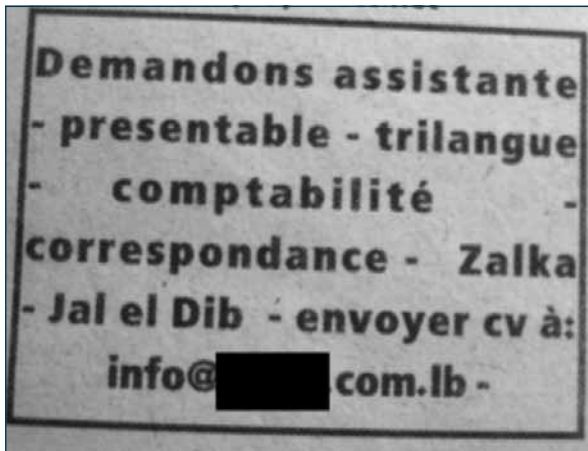 Demandons assistante
- presentable - trilangue
- comptabilité -
correspondance - Zalka
- Jal el Dib - envoyer cv à:
info@ .com.lb -